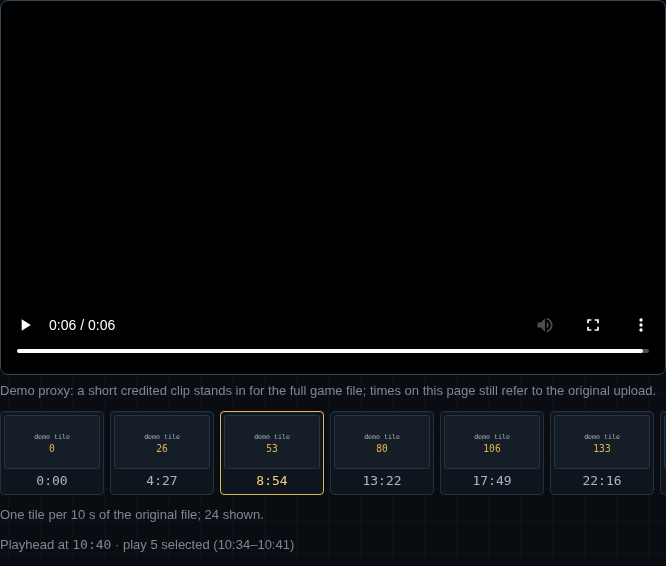 0:06 / 0:06
Demo proxy: a short credited clip stands in for the full game file; times on this page still refer to the original upload.
demo tile demo tile demo tile demo tile demo tile demo tile
0 26 53 80 106 133
0:00 4:27 8:54 13:22 17:49 22:16
One tile per 10 s of the original file; 24 shown.
Playhead at 10:40 · play 5 selected (10:34–10:41)